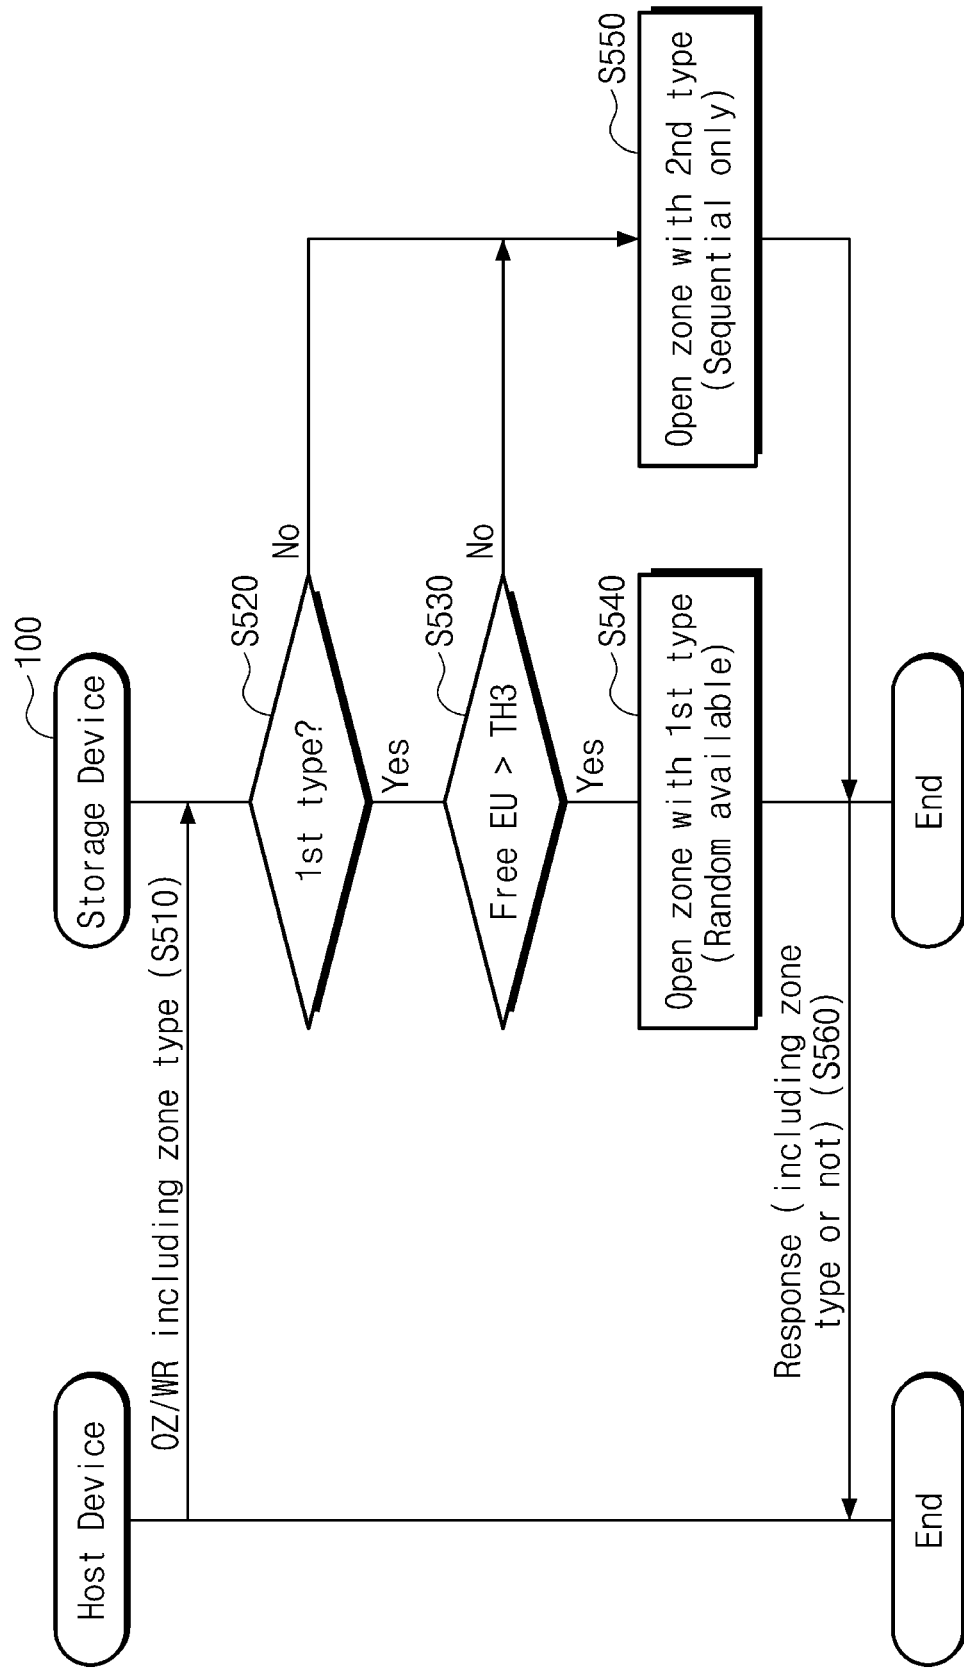 Host Device
Storage Device
100
OZ/WR including zone type (S510)
1st type?
S520
Yes
No
Free EU > TH3
S530
Yes
No
Open zone with 1st type
(Random available)
S540
Open zone with 2nd type
(Sequential only)
S550
Response (including zone
type or not) (S560)
End
End